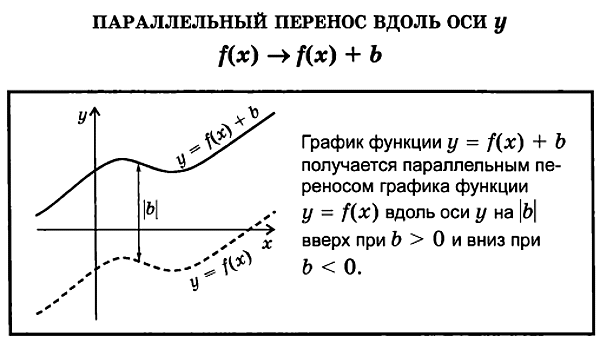 ПАРАЛЛЕЛЬНЫЙ ПЕРЕНОС ВДОЛЬ ОСИ y
f(x) → f(x) + b
y
y = f(x) + b
|b|
x
y = f(x)
График функции y = f(x) + b
получается параллельным пе-
реносом графика функции
y = f(x) вдоль оси y на |b|
вверх при b > 0 и вниз при
b < 0.